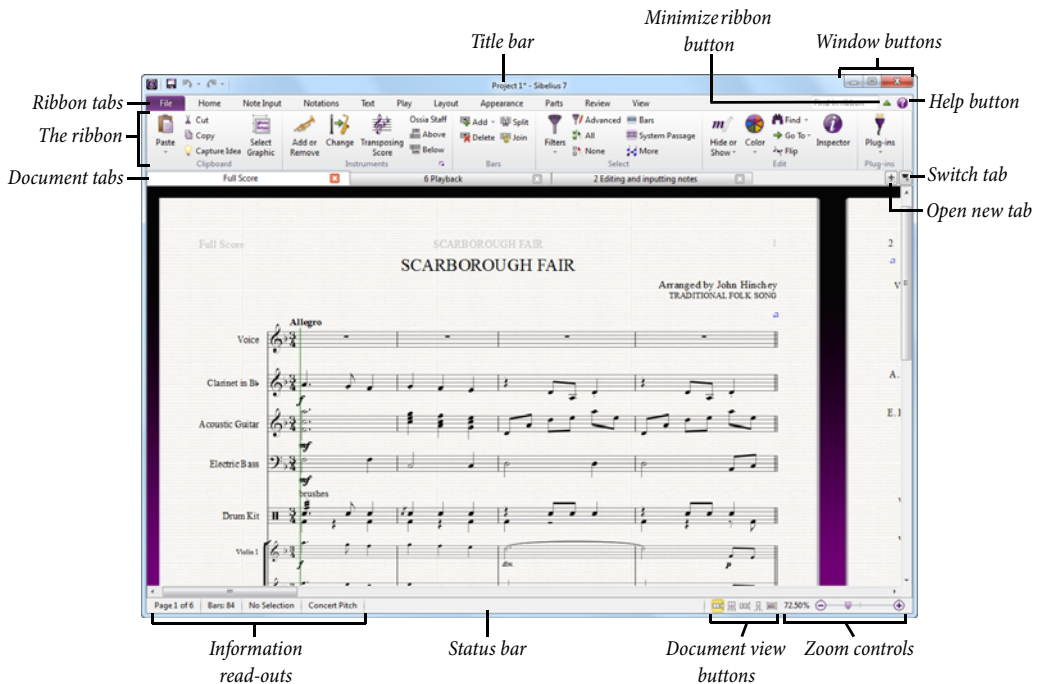 Minimize ribbon
button
Title bar
Window buttons
Project 1* - Sibelius 7
Ribbon tabs
File Home Note Input Notations Text Play Layout Appearance Parts Review View
Help button
The ribbon
Paste
Cut
Copy
Capture Idea
Select
Graphic
Clipboard
Add or
Remove
Change
Transposing
Score
Ossia Staff
Above
Below
Instruments
Add
Split
Delete
Join
Bars
Filters
Advanced
All
None
Bars
System Passage
More
Select
Hide or
Show
Color
Find
Go To
Flip
Edit
Inspector
Plug-ins
Plug-ins
Document tabs
Full Score
6 Playback
2 Editing and inputting notes
Switch tab
Open new tab
Full Score SCARBOROUGH FAIR 1
2
SCARBOROUGH FAIR
Arranged by John Hinchey
TRADITIONAL FOLK SONG
V
Allegro
Voice
Clarinet in B♭
f
A.
Acoustic Guitar
mf
Electric Bass
mf
brushes
Drum Kit
Violin 1
f
div.
p
Page 1 of 6 Bars: 84 No Selection Concert Pitch 72.50%
Information
read-outs
Status bar
Document view
buttons
Zoom controls